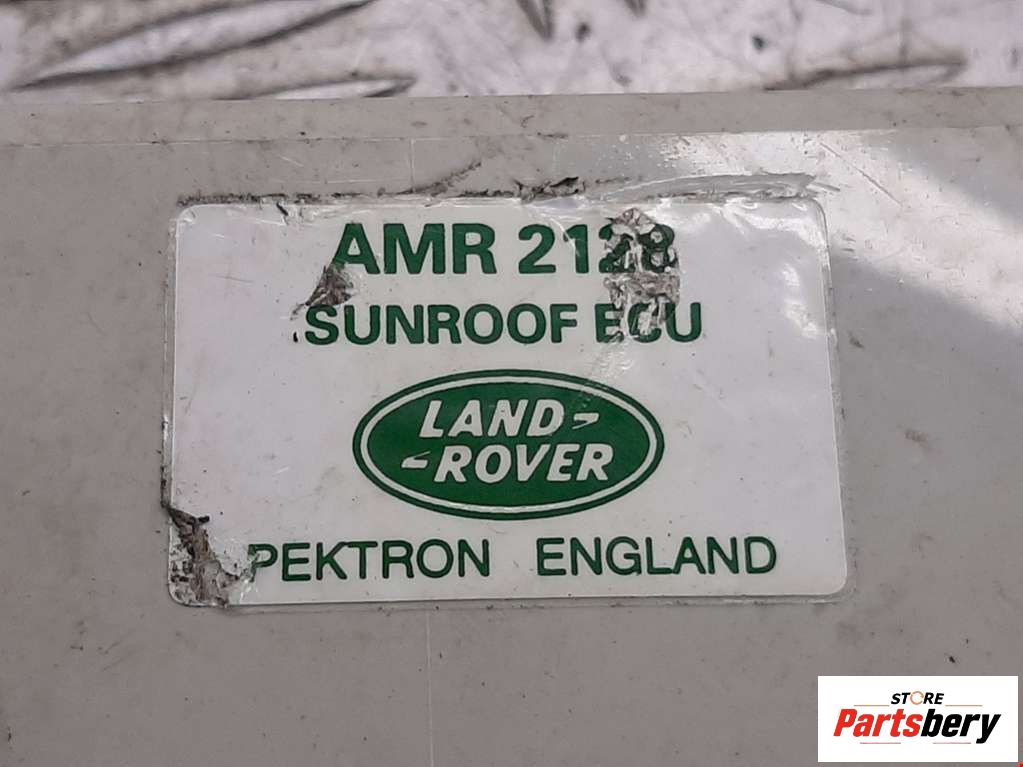 AMR 2128
SUNROOF ECU
LAND-
-ROVER
PEKTRON ENGLAND
STORE
Partsbery